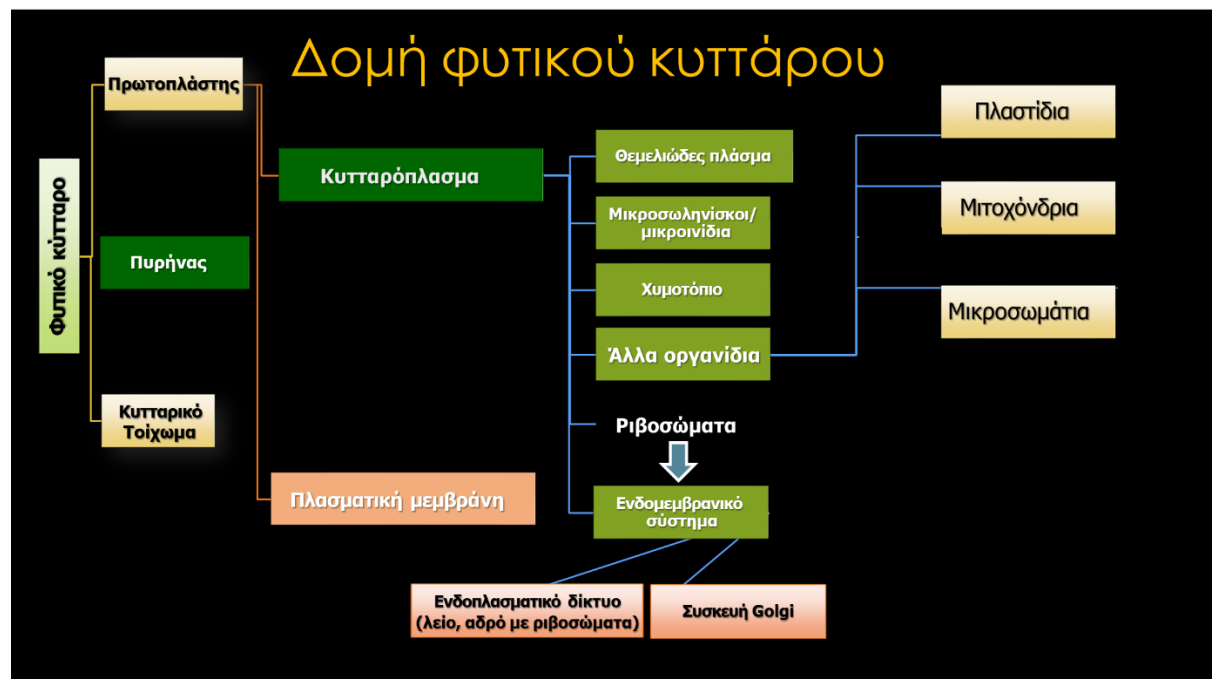 Δομή φυτικού κυττάρου
Φυτικό κύτταρο
Πρωτοπλάστης
Πυρήνας
Κυτταρικό
Τοίχωμα
Κυτταρόπλασμα
Πλασματική μεμβράνη
Θεμελιώδες πλάσμα
Μικροσωληνίσκοι/
μικροινίδια
Χυμοτόπιο
Άλλα οργανίδια
Ριβοσώματα
Ενδομεμβρανικό
σύστημα
Ενδοπλασματικό δίκτυο
(λείο, αδρό με ριβοσώματα)
Συσκευή Golgi
Πλαστίδια
Μιτοχόνδρια
Μικροσωμάτια